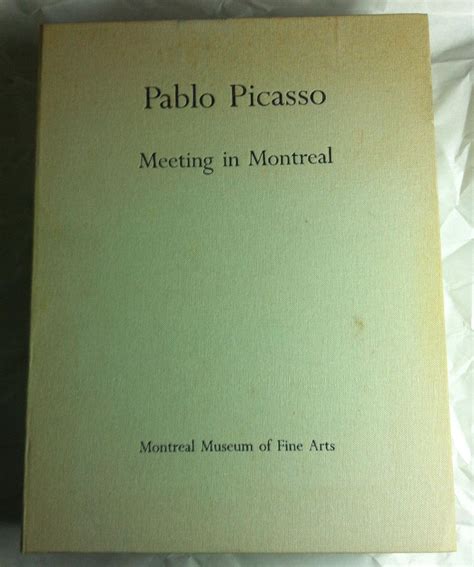 Pablo Picasso
Meeting in Montreal
Montreal Museum of Fine Arts